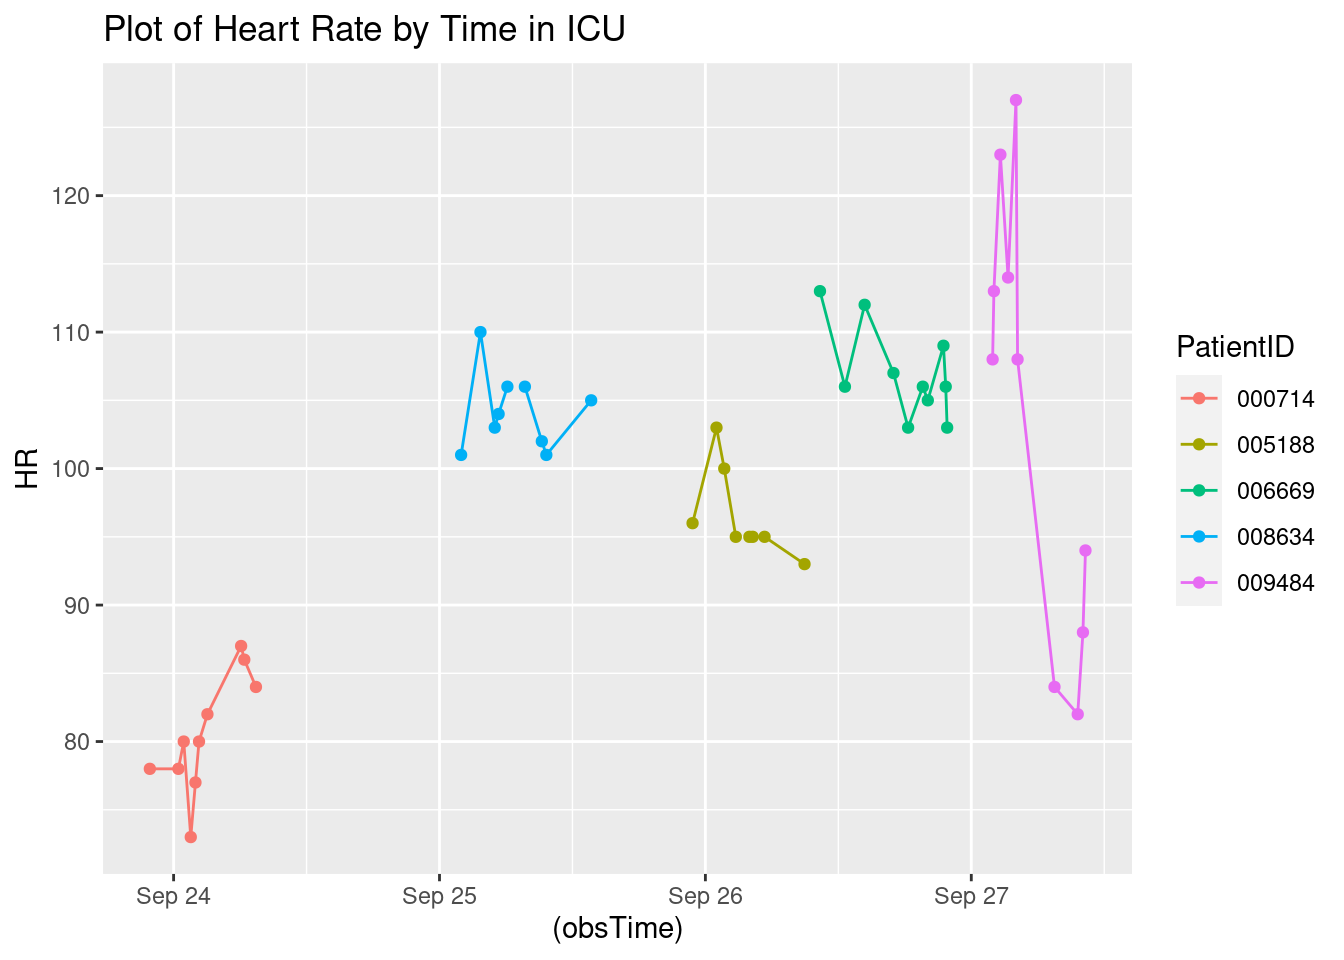 Plot of Heart Rate by Time in ICU
HR
120
110
100
90
80
Sep 24
Sep 25
Sep 26
Sep 27
(obsTime)
PatientID
000714
005188
006669
008634
009484